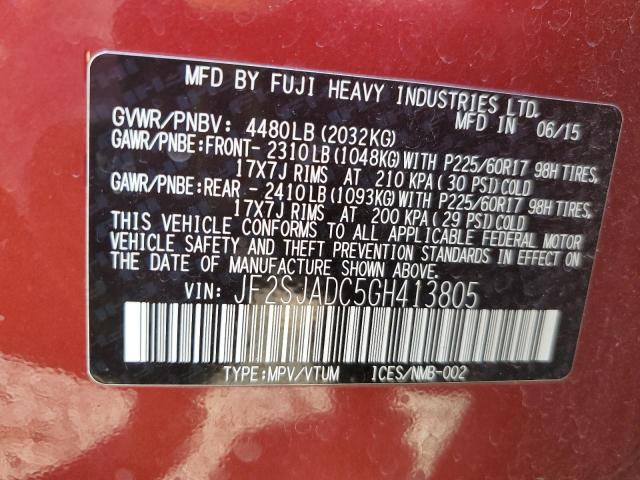 MFD BY FUJI HEAVY INDUSTRIES LTD.
GVWR/PNBV: 4480LB (2032KG) MFD IN 06/15
GAWR/PNBE:FRONT- 2310LB (1048KG) WITH P225/60R17 98H TIRES,
17X7J RIMS AT 210 KPA (30 PSI) COLD
GAWR/PNBE:REAR - 2410LB (1093KG) WITH P225/60R17 98H TIRES,
17X7J RIMS AT 200 KPA (29 PSI) COLD
THIS VEHICLE CONFORMS TO ALL APPLICABLE FEDERAL MOTOR
VEHICLE SAFETY AND THEFT PREVENTION STANDARDS IN EFFECT ON
THE DATE OF MANUFACTURE SHOWN ABOVE.
VIN: JF2SJADC5GH413805
TYPE:MPV/VTUM ICES/NMB-002